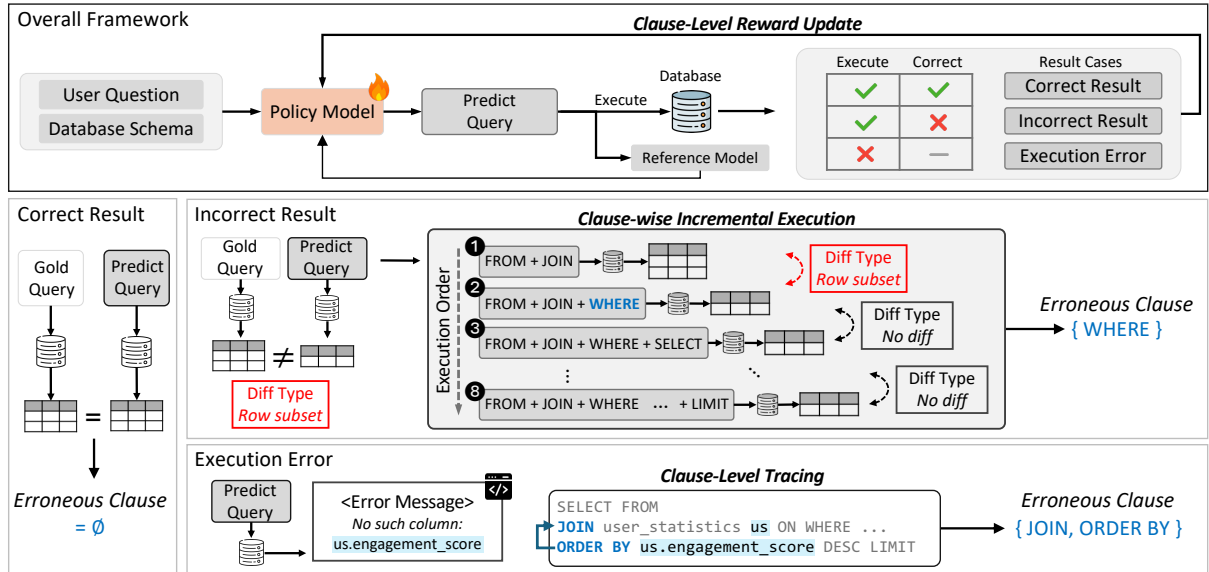 Overall Framework
Clause-Level Reward Update
User Question
Database Schema
Policy Model
Predict
Query
Execute
Database
Reference Model
Execute Correct
Result Cases
Correct Result
Incorrect Result
Execution Error
Correct Result
Gold
Query
Predict
Query
=
Erroneous Clause
= Ø
Incorrect Result
Gold
Query
Predict
Query
≠
Diff Type
Row subset
Clause-wise Incremental Execution
Execution Order
1
FROM + JOIN
2
FROM + JOIN + WHERE
3
FROM + JOIN + WHERE + SELECT
⋮
⋱
8
FROM + JOIN + WHERE ... + LIMIT
Diff Type
Row subset
Diff Type
No diff
Diff Type
No diff
Erroneous Clause
{ WHERE }
Execution Error
Predict
Query
</>
<Error Message>
No such column:
us.engagement_score
Clause-Level Tracing
SELECT FROM
JOIN user_statistics us ON WHERE ...
ORDER BY us.engagement_score DESC LIMIT
Erroneous Clause
{ JOIN, ORDER BY }